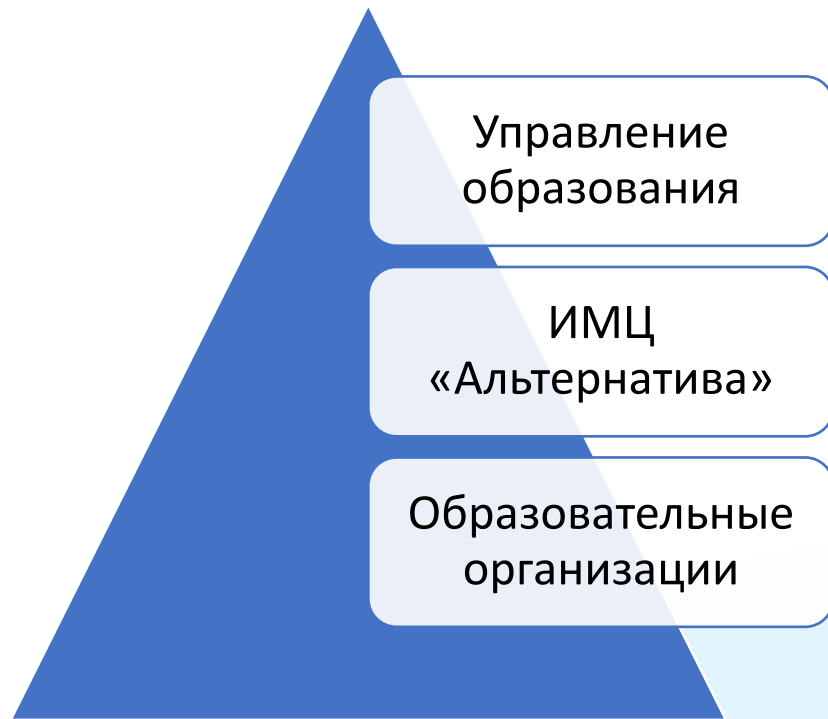 Управление
образования
ИМЦ
«Альтернатива»
Образовательные
организации